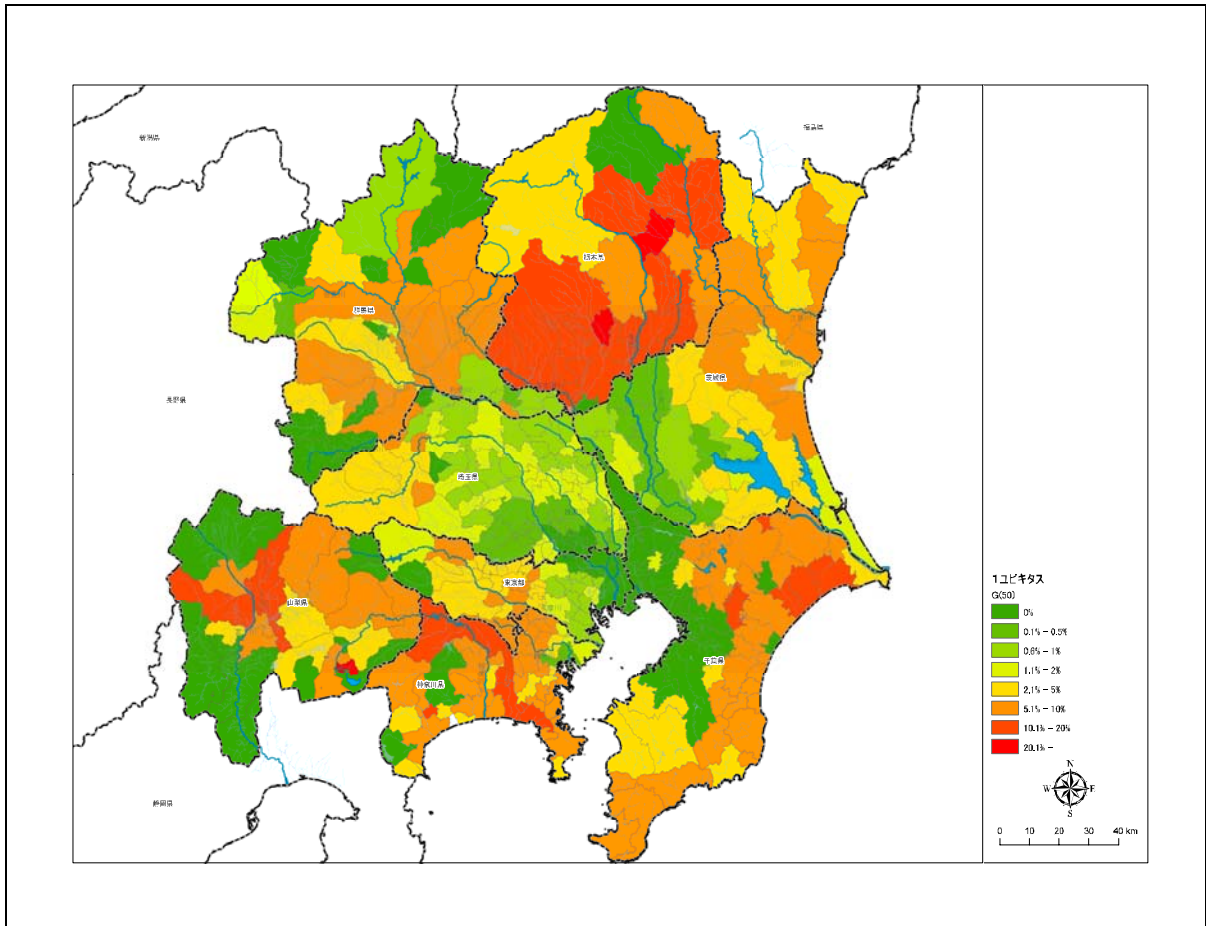 新潟県
福島県
栃木県
群馬県
茨城県
長野県
埼玉県
東京都
山梨県
千葉県
神奈川県
静岡県
1ユビキタス
G(50)
0%
0.1% - 0.5%
0.6% - 1%
1.1% - 2%
2.1% - 5%
5.1% - 10%
10.1% - 20%
20.1% -
N
W E
S
0 10 20 30 40 km